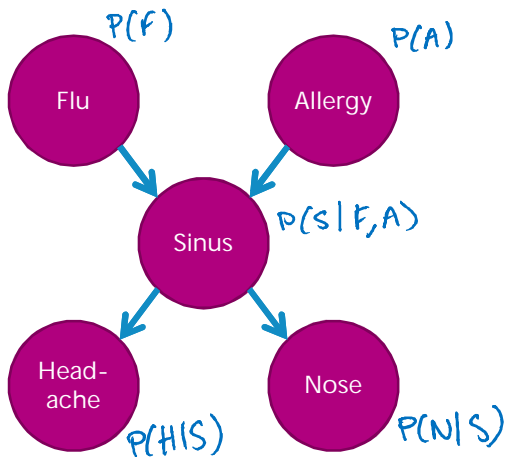 P(F)
P(A)
Flu
Allergy
Sinus
P(S|F,A)
Head-
ache
Nose
P(H|S)
P(N|S)